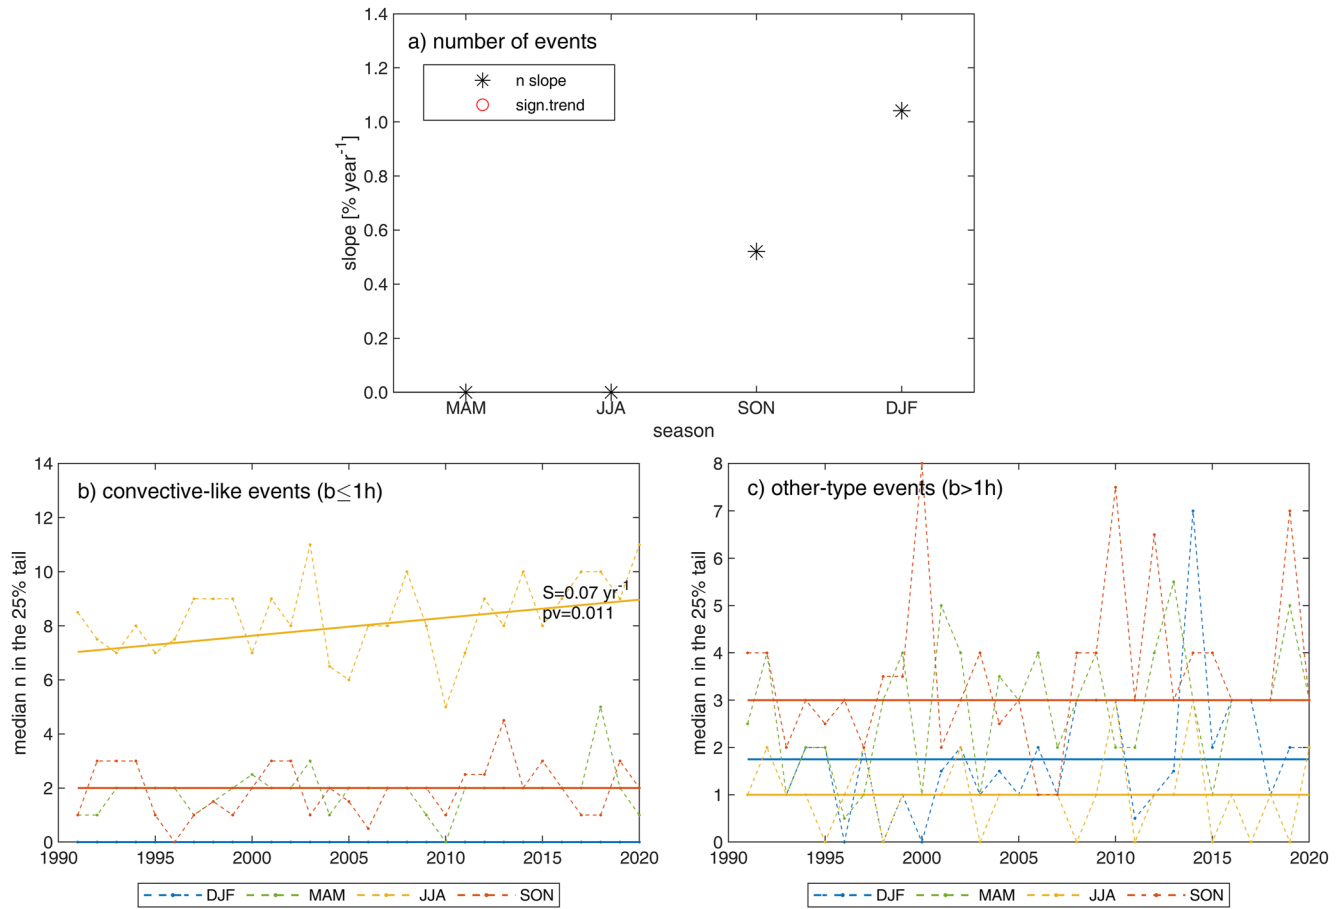 a) number of events
n slope
sign.trend
slope [% year-1]
1.4
1.2
1.0
0.8
0.6
0.4
0.2
0.0
MAM JJA SON DJF
season
b) convective-like events (b≤1h)
median n in the 25% tail
14
12
10
8
6
4
2
0
S=0.07 yr-1
pv=0.011
1990 1995 2000 2005 2010 2015 2020
DJF MAM JJA SON
c) other-type events (b>1h)
median n in the 25% tail
8
7
6
5
4
3
2
1
0
1990 1995 2000 2005 2010 2015 2020
DJF MAM JJA SON